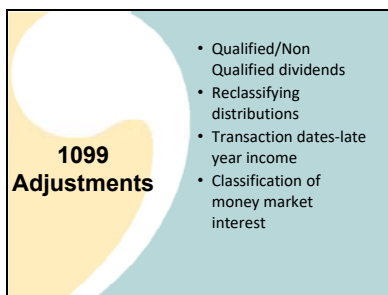 1099
Adjustments
• Qualified/Non
Qualified dividends
• Reclassifying
distributions
• Transaction dates-late
year income
• Classification of
money market
interest